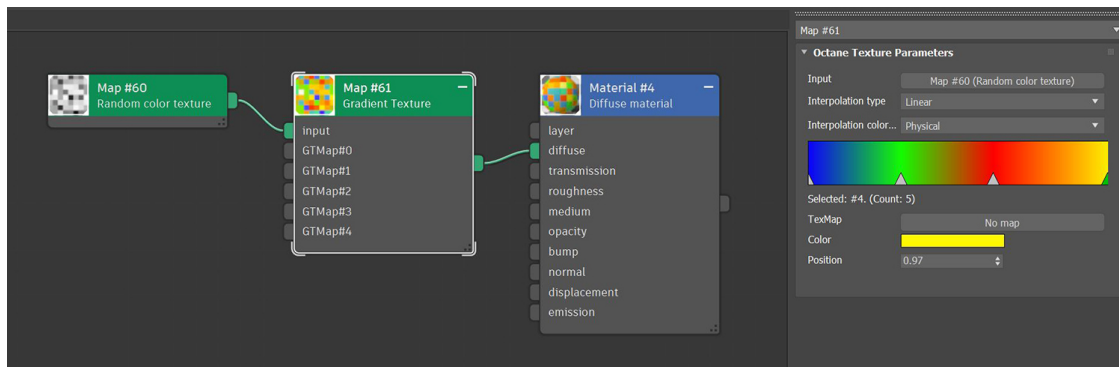 Map #60
Random color texture
Map #61
Gradient Texture
input
GTMap#0
GTMap#1
GTMap#2
GTMap#3
GTMap#4
Material #4
Diffuse material
layer
diffuse
transmission
roughness
medium
opacity
bump
normal
displacement
emission
Map #61
Octane Texture Parameters
Input Map #60 (Random color texture)
Interpolation type Linear
Interpolation color... Physical
Selected: #4. (Count: 5)
TexMap No map
Color
Position 0.97